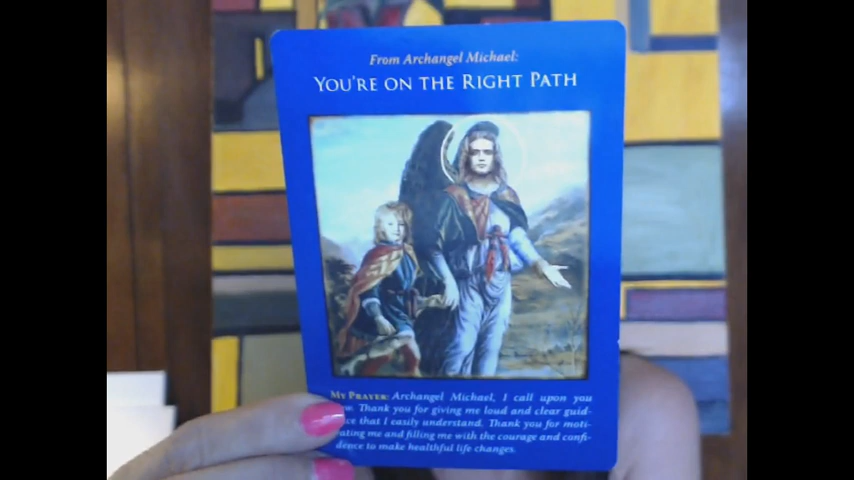 From Archangel Michael:
YOU'RE ON THE RIGHT PATH
MY PRAYER: Archangel Michael, I call upon you
Thank you for giving me loud and clear guid-
that I easily understand. Thank you for moti-
vating me and filling me with the courage and confi-
dence to make healthful life changes.